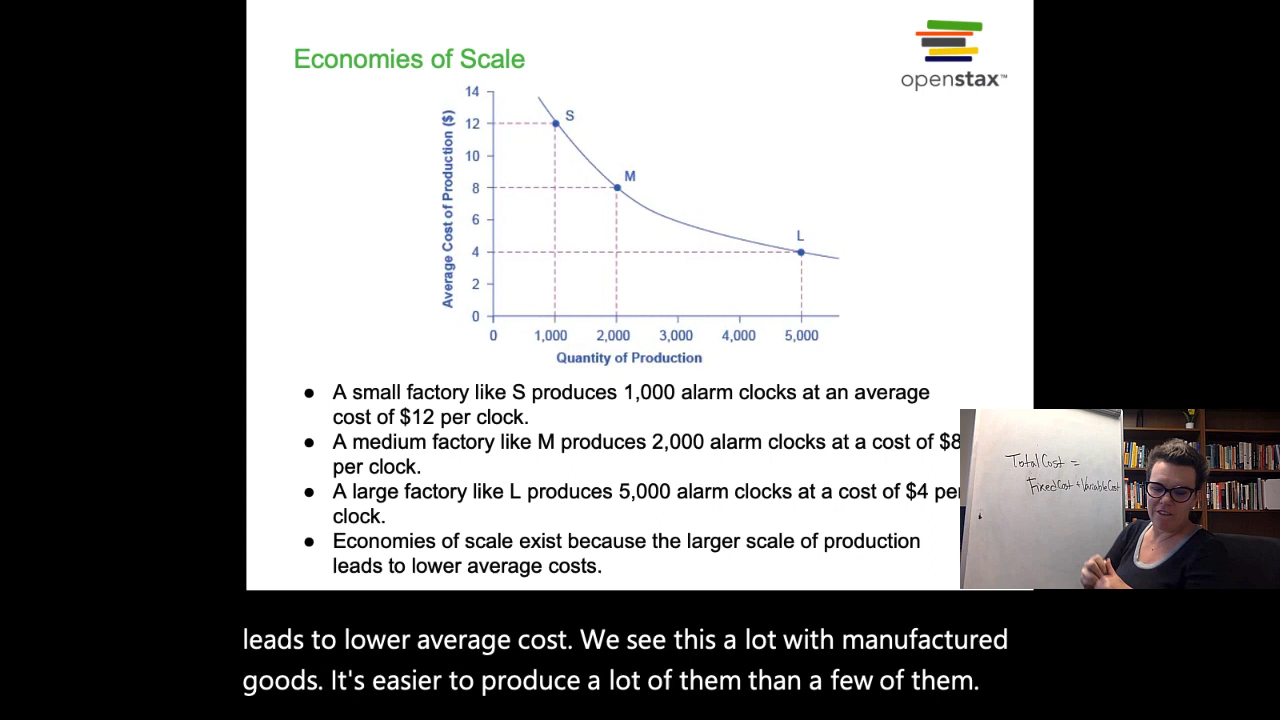 Economies of Scale
openstax™
14
12
10
8
6
4
2
0
Average Cost of Production ($)
S
M
L
0 1,000 2,000 3,000 4,000 5,000
Quantity of Production
● A small factory like S produces 1,000 alarm clocks at an average
cost of $12 per clock.
● A medium factory like M produces 2,000 alarm clocks at a cost of $8
per clock.
● A large factory like L produces 5,000 alarm clocks at a cost of $4 per
clock.
● Economies of scale exist because the larger scale of production
leads to lower average costs.
Total Cost =
Fixed Cost + Variable Cost
leads to lower average cost. We see this a lot with manufactured
goods. It's easier to produce a lot of them than a few of them.